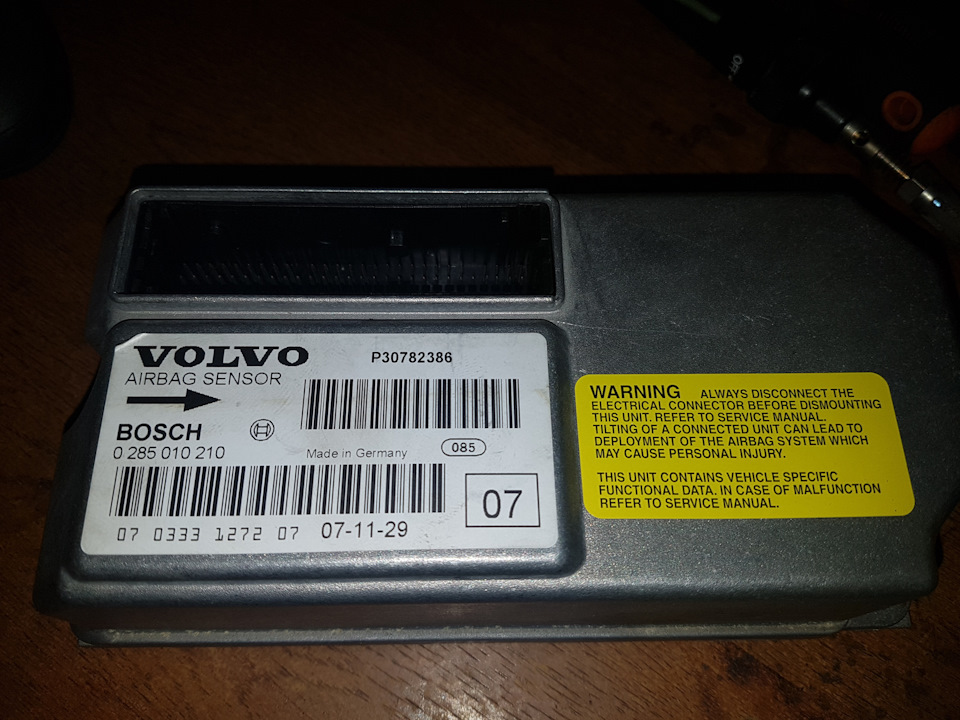 VOLVO
P30782386
AIRBAG SENSOR
BOSCH
0 285 010 210
Made in Germany
085
07 0333 1272 07
07-11-29
07
WARNING ALWAYS DISCONNECT THE
ELECTRICAL CONNECTOR BEFORE DISMOUNTING
THIS UNIT. REFER TO SERVICE MANUAL.
TILTING OF A CONNECTED UNIT CAN LEAD TO
DEPLOYMENT OF THE AIRBAG SYSTEM WHICH
MAY CAUSE PERSONAL INJURY.
THIS UNIT CONTAINS VEHICLE SPECIFIC
FUNCTIONAL DATA. IN CASE OF MALFUNCTION
REFER TO SERVICE MANUAL.